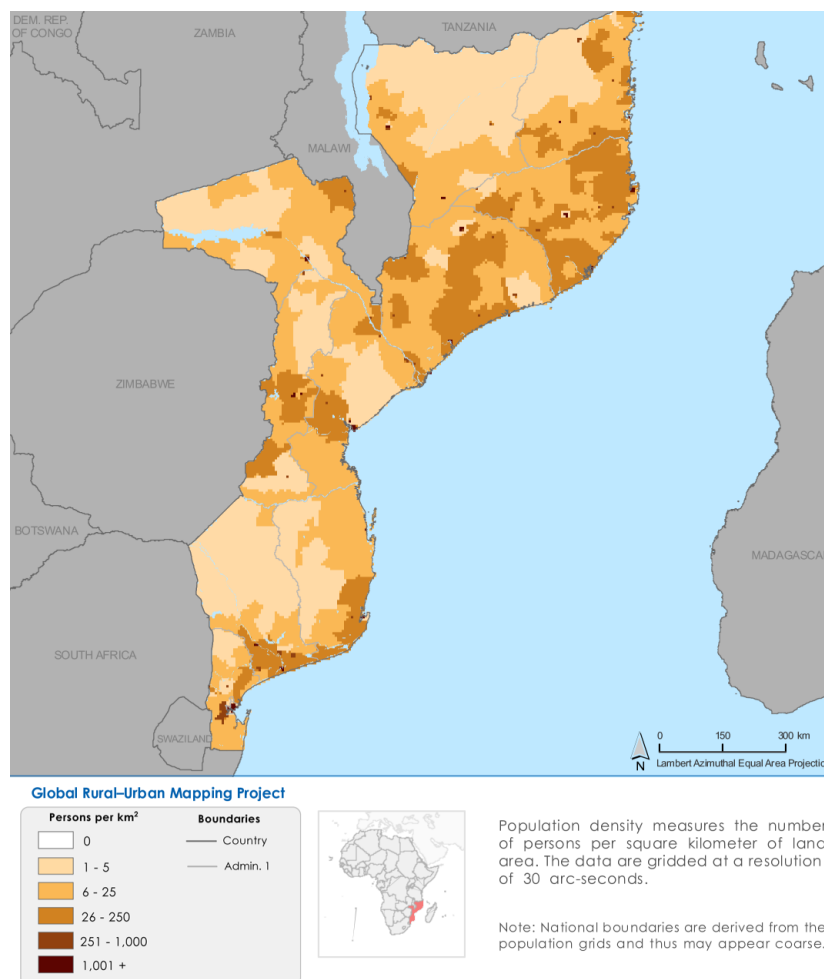 DEM. REP.
OF CONGO
ZAMBIA
TANZANIA
MALAWI
ZIMBABWE
BOTSWANA
MADAGASCAR
SOUTH AFRICA
SWAZILAND
N
0 150 300 km
Lambert Azimuthal Equal Area Projectio
Global Rural–Urban Mapping Project
Persons per km²
0
1 - 5
6 - 25
26 - 250
251 - 1,000
1,001 +
Boundaries
Country
Admin. 1
Population density measures the number
of persons per square kilometer of land
area. The data are gridded at a resolution
of 30 arc-seconds.
Note: National boundaries are derived from the
population grids and thus may appear coarse.